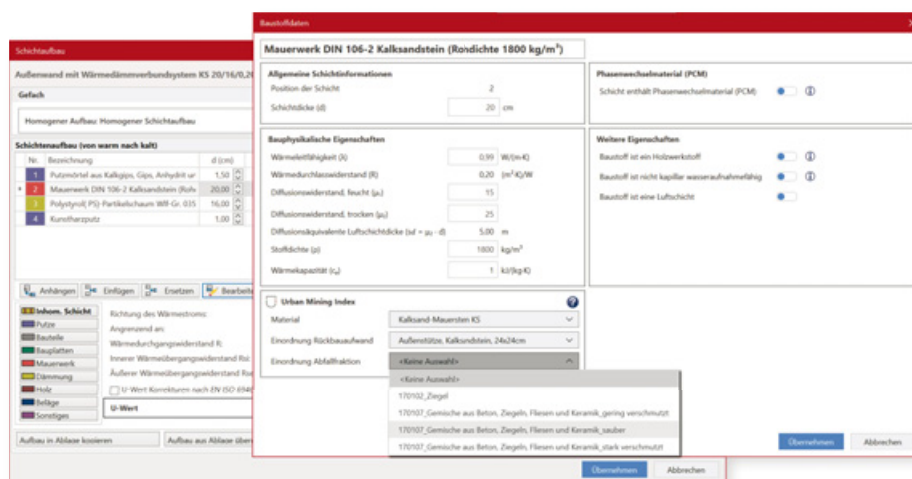 Schichtaufbau
Außenwand mit Wärmedämmverbundsystem KS 20/16/0,20
Gefach
Homogener Aufbau: Homogener Schichtaufbau
Schichtenaufbau (von warm nach kalt)
Nr. Bezeichnung d (cm)
1 Putzmörtel aus Kalkgips, Gips, Anhydrit ur 1,50
2 Mauerwerk DIN 106-2 Kalksandstein (Rohd 20,00
3 Polystyrol( PS)-Partikelschaum Wlf-Gr. 035 16,00
4 Kunstharzputz 1,00
Anhängen Einfügen Ersetzen Bearbeite
Inhom. Schicht
Putze
Bauteile
Bauplatten
Mauerwerk
Dämmung
Holz
Beläge
Sonstiges
Richtung des Wärmestroms:
Angrenzend an:
Wärmedurchgangswiderstand R:
Innerer Wärmeübergangswiderstand Rsi:
Äußerer Wärmeübergangswiderstand Rse
U-Wert Korrekturen nach EN ISO 6946
U-Wert
Aufbau in Ablage kopieren Aufbau aus Ablage über
Übernehmen Abbrechen
Baustoffdaten
Mauerwerk DIN 106-2 Kalksandstein (Rohdichte 1800 kg/m³)
Allgemeine Schichtinformationen
Position der Schicht 2
Schichtdicke (d) 20 cm
Bauphysikalische Eigenschaften
Wärmeleitfähigkeit (λ) 0,99 W/(m·K)
Wärmedurchlasswiderstand (R) 0,20 (m²·K)/W
Diffusionswiderstand, feucht (μ₁) 15
Diffusionswiderstand, trocken (μ₂) 25
Diffusionsäquivalente Luftschichtdicke (sd = μ₂ · d) 5,00 m
Stoffdichte (ρ) 1800 kg/m³
Wärmekapazität (cₚ) 1 kJ/(kg·K)
Urban Mining Index
Material Kalksand-Mauersten KS
Einordnung Rückbauaufwand Außenstütze, Kalksndstein, 24x24cm
Einordnung Abfallfraktion <Keine Auswahl>
<Keine Auswahl>
170102_Ziegel
170107_Gemische aus Beton, Ziegeln, Fliesen und Keramik_gering verschmutzt
170107_Gemische aus Beton, Ziegeln, Fliesen und Keramik_sauber
170107_Gemische aus Beton, Ziegeln, Fliesen und Keramik_stark verschmutzt
Phasenwechselmaterial (PCM)
Schicht enthält Phasenwechselmaterial (PCM)
Weitere Eigenschaften
Baustoff ist ein Holzwerkstoff
Baustoff ist nicht kapillar wasseraufnahmefähig
Baustoff ist eine Luftschicht
Übernehmen Abbrechen